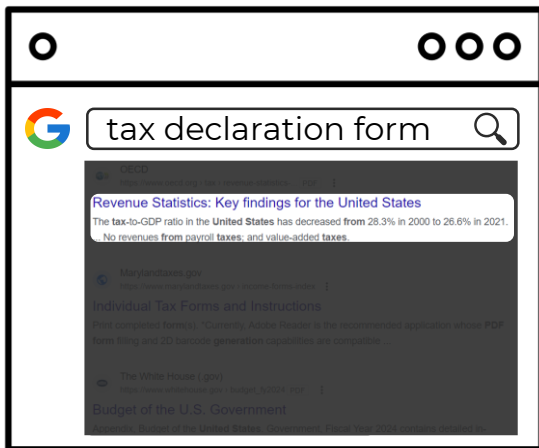 tax declaration form
OECD
Revenue Statistics: Key findings for the United States
The tax-to-GDP ratio in the United States has decreased from 28.3% in 2000 to 26.6% in 2021.
... No revenues from payroll taxes; and value-added taxes.
Marylandtaxes.gov
Individual Tax Forms and Instructions
Print completed form(s). *Currently, Adobe Reader is the recommended application whose PDF
form filing and 2D barcode generation capabilities are compatible ...
The White House (.gov)
Budget of the U.S. Government
Appendix, Budget of the United States, Government, Fiscal Year 2024 contains detailed in-